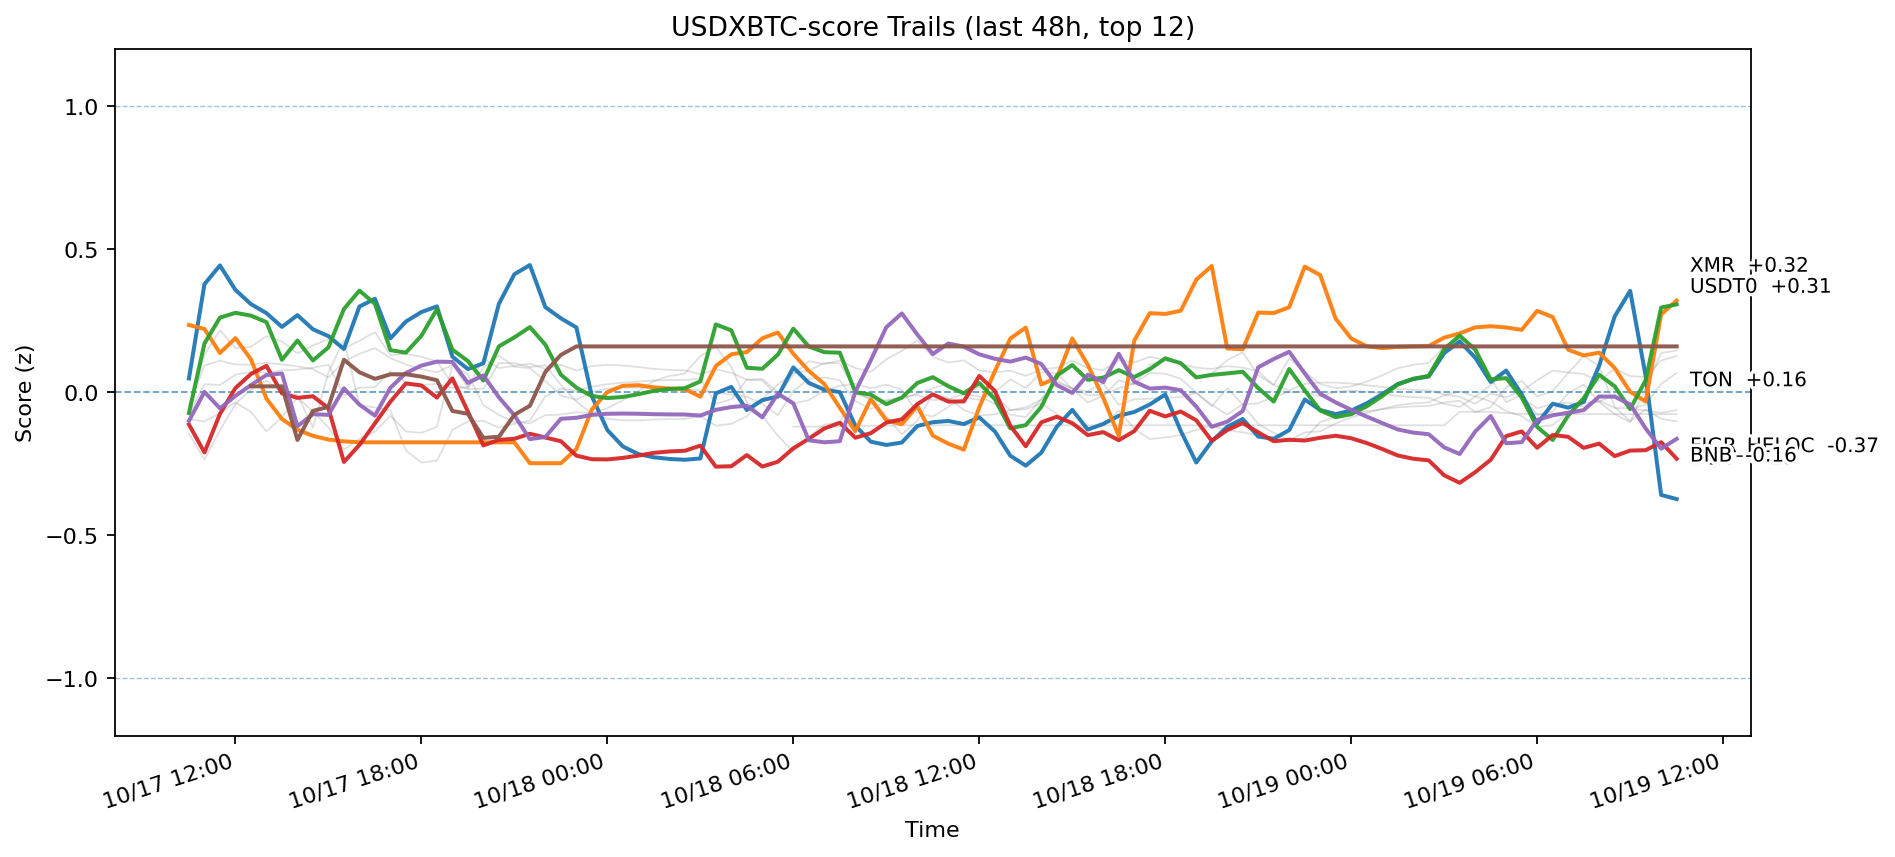 USDXBTC-score Trails (last 48h, top 12)
Score (z)
1.0
0.5
0.0
−0.5
−1.0
XMR +0.32
USDT0 +0.31
TON +0.16
-0.37
BNB -0.16
10/17 12:00
10/17 18:00
10/18 00:00
10/18 06:00
10/18 12:00
10/18 18:00
10/19 00:00
10/19 06:00
10/19 12:00
Time